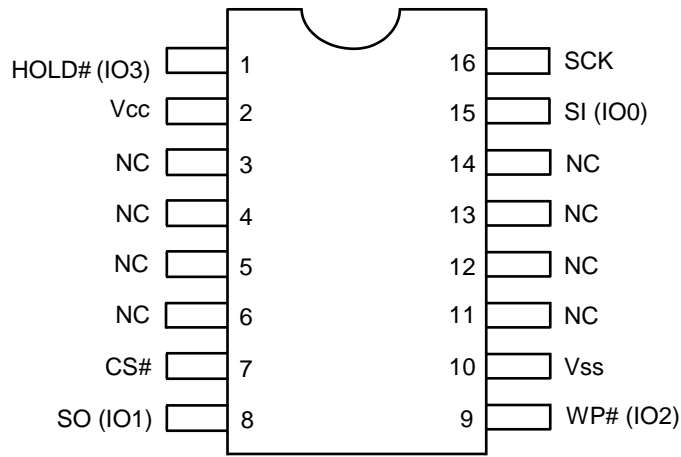 HOLD# (IO3) 1 16 SCK
Vcc 2 15 SI (IO0)
NC 3 14 NC
NC 4 13 NC
NC 5 12 NC
NC 6 11 NC
CS# 7 10 Vss
SO (IO1) 8 9 WP# (IO2)